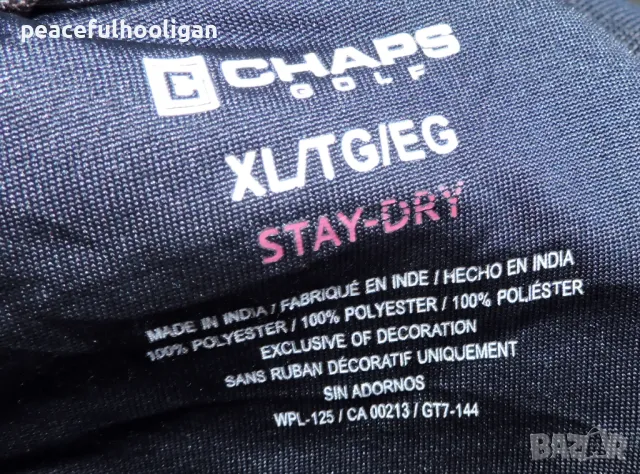 peacefulhooligan
C CHAPS
GOLF
XL/TG/EG
STAY-DRY
MADE IN INDIA / FABRIQUÉ EN INDE / HECHO EN INDIA
100% POLYESTER / 100% POLYESTER / 100% POLIÉSTER
EXCLUSIVE OF DECORATION
SANS RUBAN DÉCORATIF UNIQUEMENT
SIN ADORNOS
WPL-125 / CA 00213 / GT7-144
BAZAR